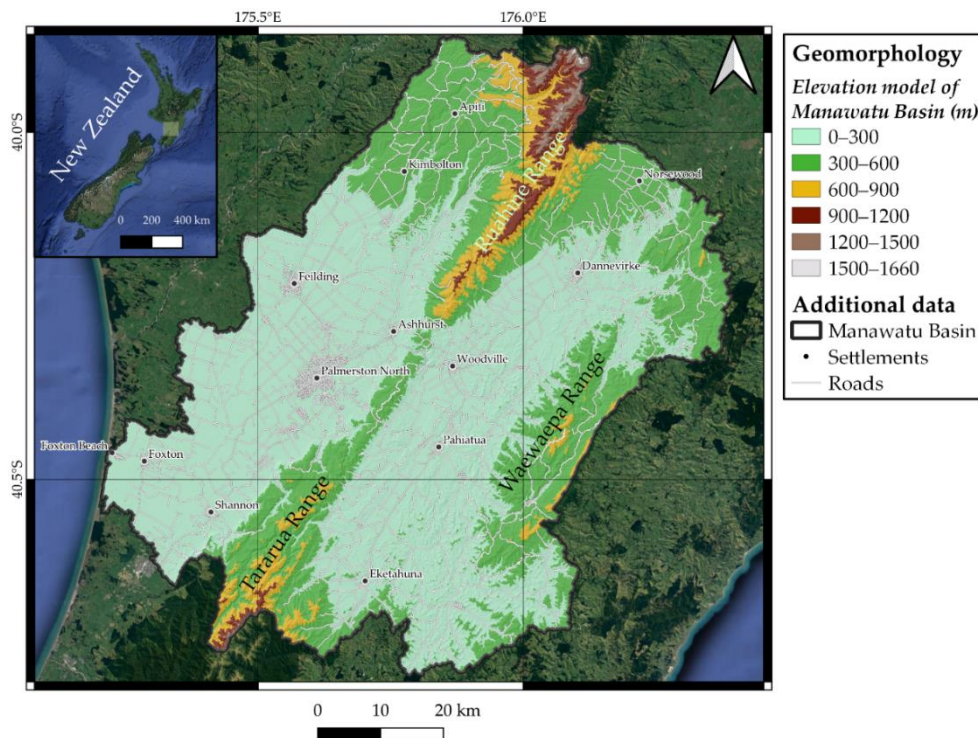 175.5°E
176.0°E
New Zealand
0 200 400 km
40.0°S
40.5°S
Apiti
Kimbolton
Norsewood
Ruahine Range
Feilding
Dannevirke
Ashhurst
Woodville
Palmerston North
Waewaepa Range
Pahiatua
Foxton Beach
Foxton
Shannon
Tararua Range
Eketahuna
0 10 20 km
Geomorphology
Elevation model of
Manawatu Basin (m)
0–300
300–600
600–900
900–1200
1200–1500
1500–1660
Additional data
Manawatu Basin
Settlements
Roads